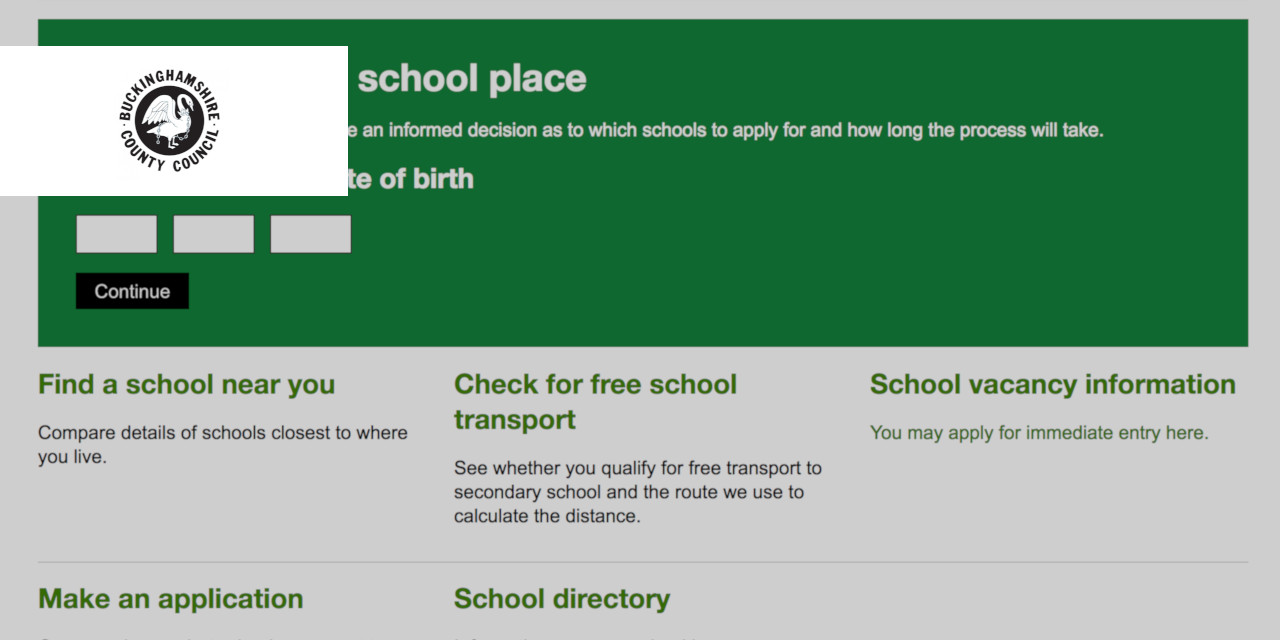 BUCKINGHAMSHIRE COUNTY COUNCIL
school place
e an informed decision as to which schools to apply for and how long the process will take.
te of birth
Continue
Find a school near you
Compare details of schools closest to where
you live.
Check for free school
transport
See whether you qualify for free transport to
secondary school and the route we use to
calculate the distance.
School vacancy information
You may apply for immediate entry here.
Make an application
School directory